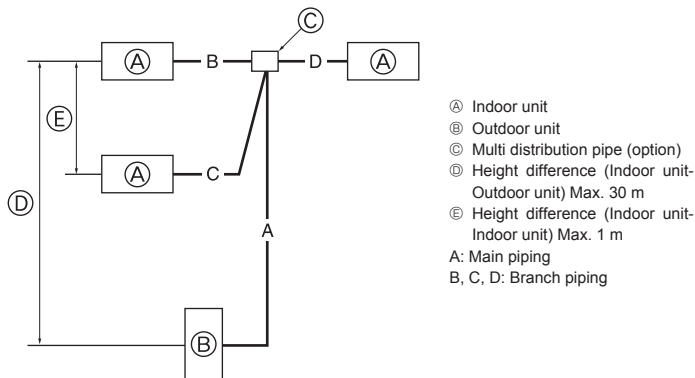 Ⓒ
Ⓐ B D Ⓐ
Ⓔ
Ⓐ C
Ⓓ
A
Ⓑ
Ⓐ Indoor unit
Ⓑ Outdoor unit
Ⓒ Multi distribution pipe (option)
Ⓓ Height difference (Indoor unit-
Outdoor unit) Max. 30 m
Ⓔ Height difference (Indoor unit-
Indoor unit) Max. 1 m
A: Main piping
B, C, D: Branch piping